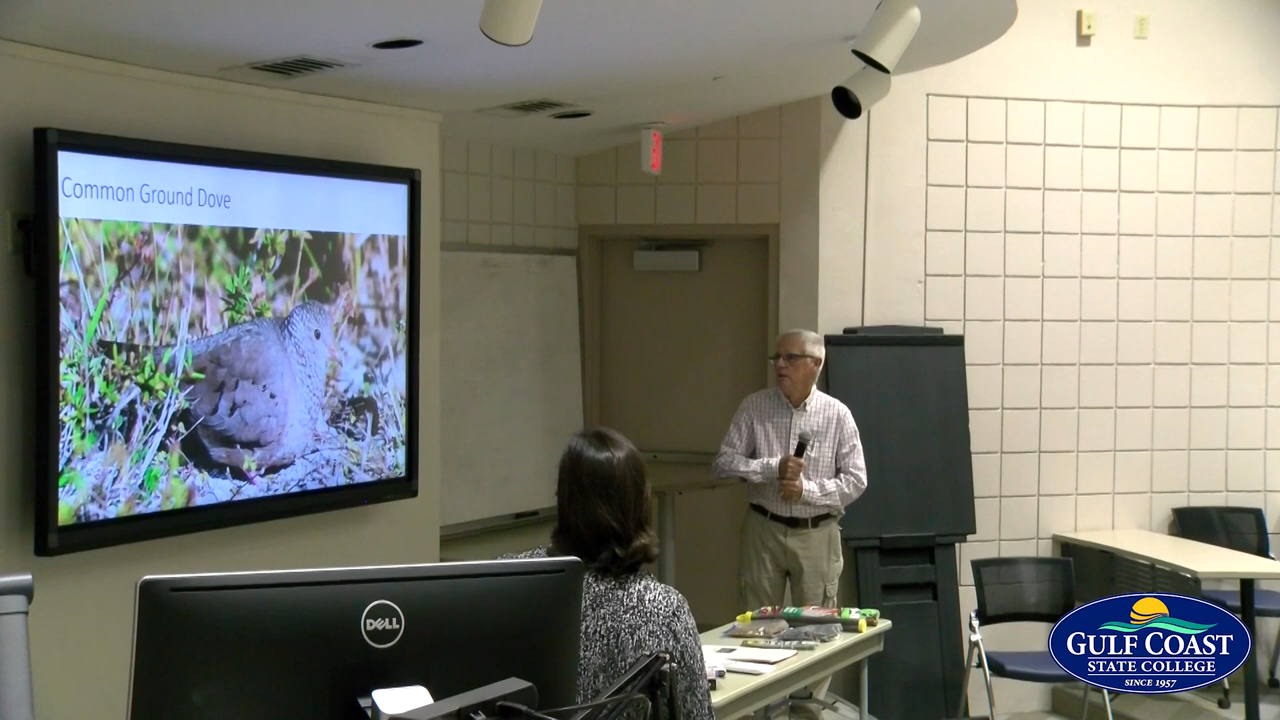 Common Ground Dove
DELL
GULF COAST
STATE COLLEGE
SINCE 1957